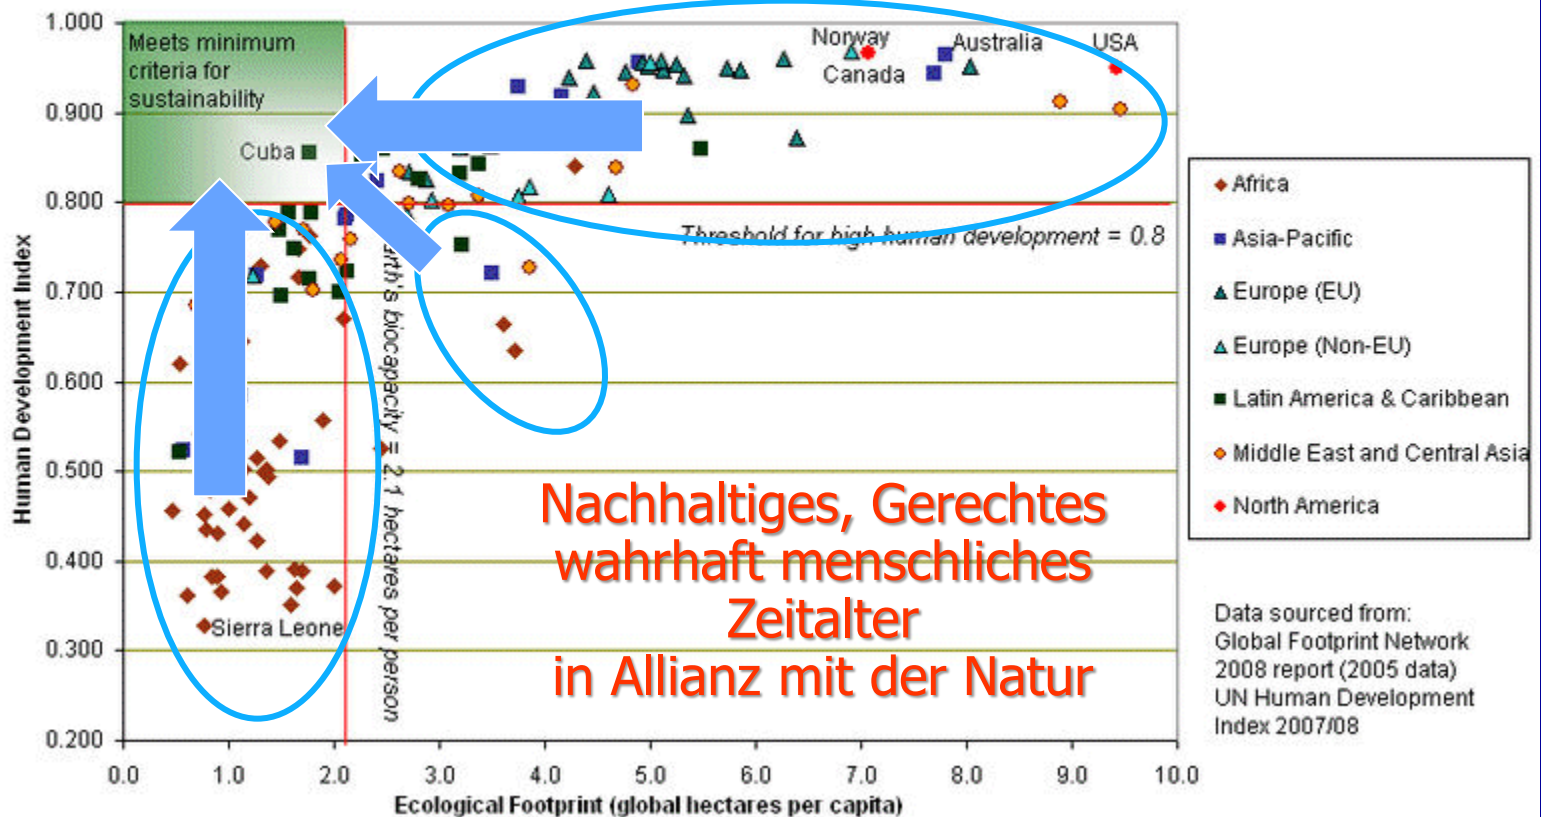 1.000
0.900
0.800
0.700
0.600
0.500
0.400
0.300
0.200
Human Development Index
Meets minimum
criteria for
sustainability
Cuba
Norway
Canada
Australia
USA
Threshold for high human development = 0.8
biocapacity = 2.1 hectares per person
Sierra Leone
Nachhaltiges, Gerechtes
wahrhaft menschliches
Zeitalter
in Allianz mit der Natur
0.0 1.0 2.0 3.0 4.0 5.0 6.0 7.0 8.0 9.0 10.0
Ecological Footprint (global hectares per capita)
Africa
Asia-Pacific
Europe (EU)
Europe (Non-EU)
Latin America & Caribbean
Middle East and Central Asia
North America
Data sourced from:
Global Footprint Network
2008 report (2005 data)
UN Human Development
Index 2007/08